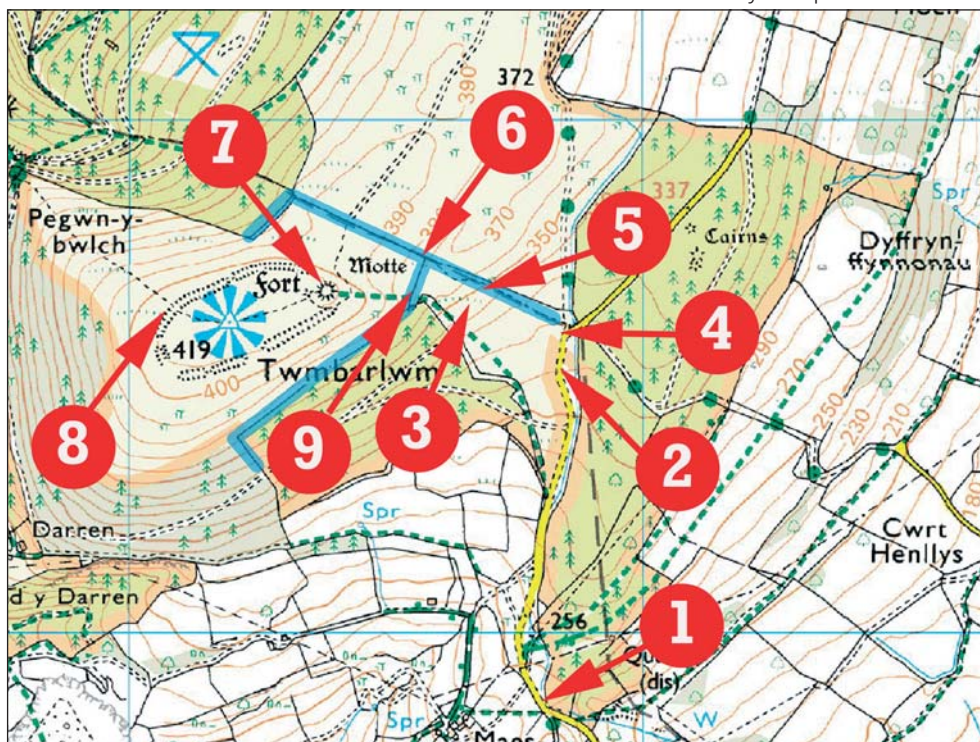 372
390
337
7
6
5
4
2
3
9
8
1
Pegwn-y-
bwlch
Motte
390
370
350
Cairns
Spr
Dyffryn-
ffynnonau
Fort
419
400
Twmbarlwm
290
270
250
230
210
Spr
Darren
d y Darren
Cwrt
Henllys
256
(dis)
Spr
W